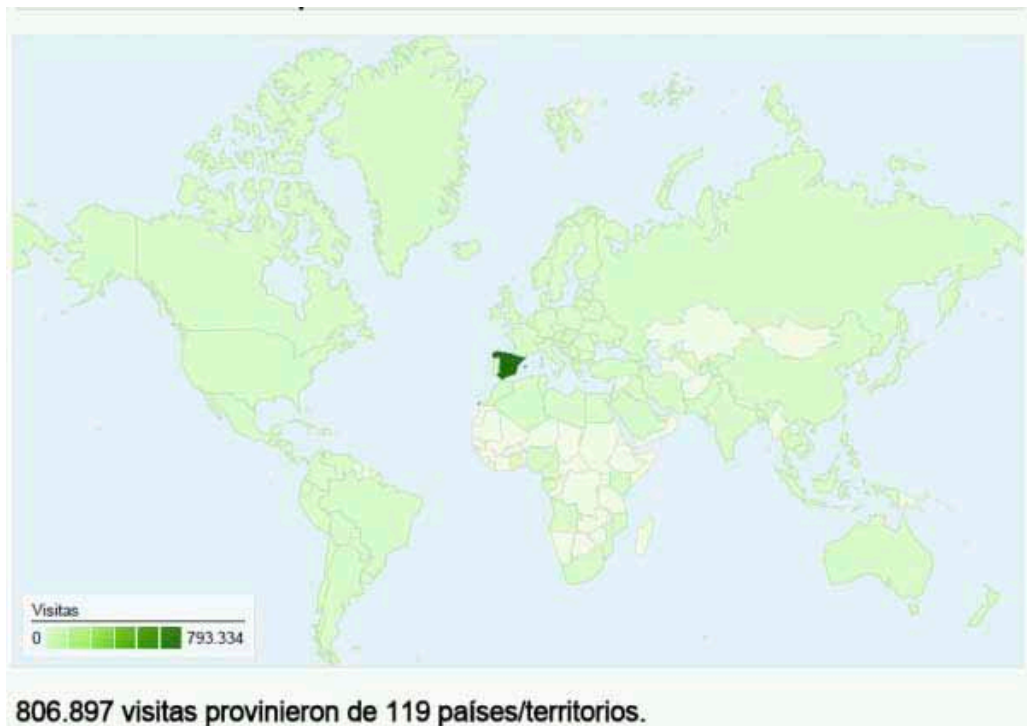 Visitas
0 793.334
806.897 visitas provinieron de 119 países/territorios.